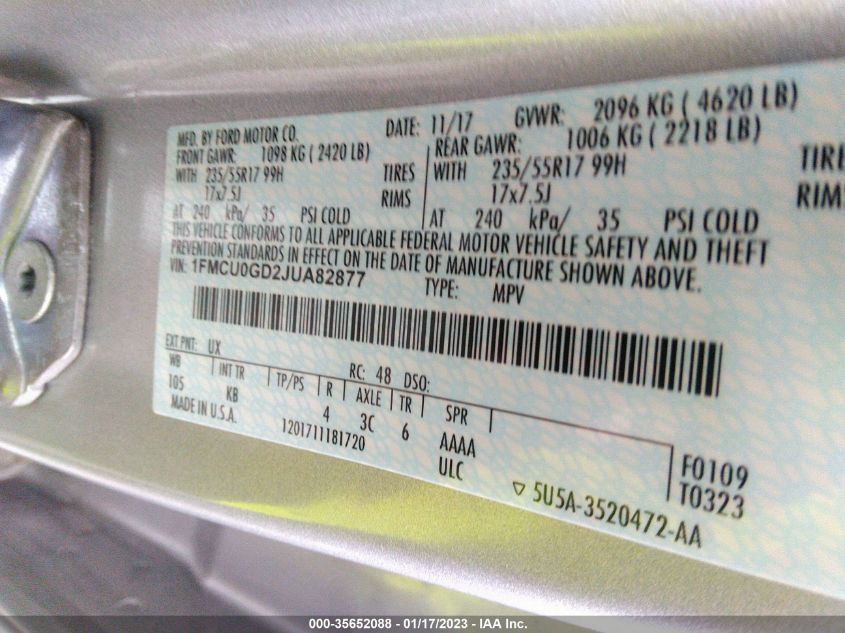 MFD. BY FORD MOTOR CO. DATE: 11/17 GVWR: 2096 KG ( 4620 LB)
FRONT GAWR: 1098 KG ( 2420 LB) REAR GAWR: 1006 KG ( 2218 LB)
WITH 235/55R17 99H TIRES WITH 235/55R17 99H TIRE
17x7.5J RIMS 17x7.5J RIM
AT 240 kPa/ 35 PSI COLD AT 240 kPa/ 35 PSI COLD
THIS VEHICLE CONFORMS TO ALL APPLICABLE FEDERAL MOTOR VEHICLE SAFETY AND THEFT
PREVENTION STANDARDS IN EFFECT ON THE DATE OF MANUFACTURE SHOWN ABOVE.
VIN: 1FMCU0GD2JUA82877 TYPE: MPV
EXT PNT: UX RC: 48 DSO:
WB INT TR TP/PS R AXLE TR SPR
105 KB 4 3C 6 AAAA
MADE IN U.S.A. 1201711181720 ULC
F0109
T0323
▽ 5U5A-3520472-AA
000-35652088 - 01/17/2023 - IAA Inc.